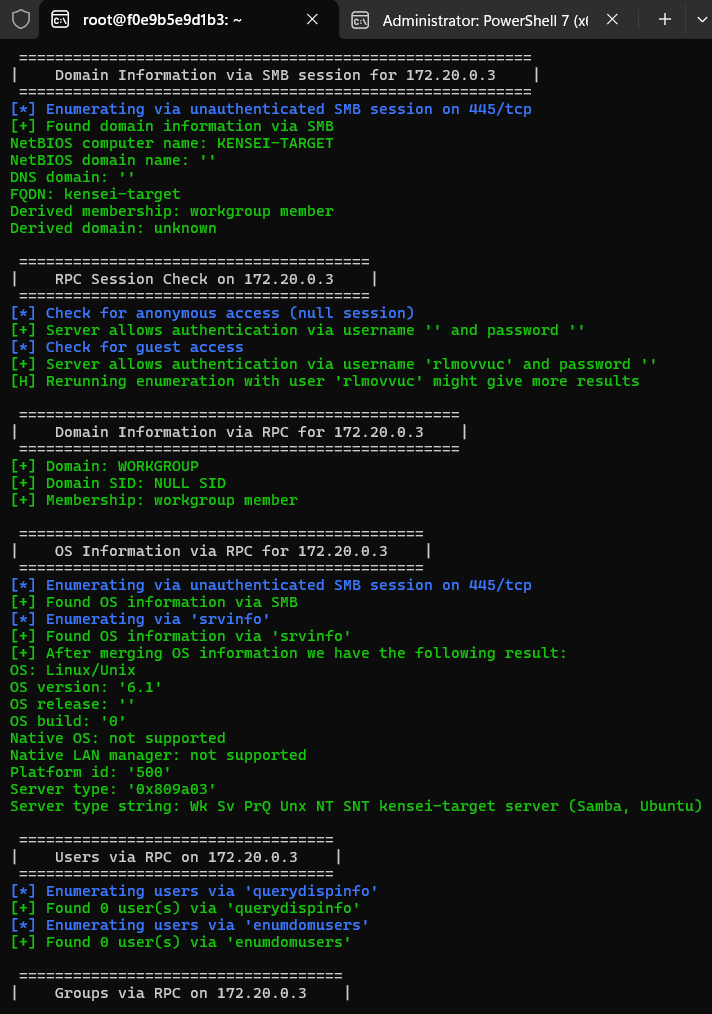 root@f0e9b5e9d1b3: ~
Administrator: PowerShell 7 (x
=========================================================
| Domain Information via SMB session for 172.20.0.3 |
=========================================================
[*] Enumerating via unauthenticated SMB session on 445/tcp
[+] Found domain information via SMB
NetBIOS computer name: KENSEI-TARGET
NetBIOS domain name: ''
DNS domain: ''
FQDN: kensei-target
Derived membership: workgroup member
Derived domain: unknown
=======================================
| RPC Session Check on 172.20.0.3 |
=======================================
[*] Check for anonymous access (null session)
[+] Server allows authentication via username '' and password ''
[*] Check for guest access
[+] Server allows authentication via username 'rlmovvuc' and password ''
[H] Rerunning enumeration with user 'rlmovvuc' might give more results
=================================================
| Domain Information via RPC for 172.20.0.3 |
=================================================
[+] Domain: WORKGROUP
[+] Domain SID: NULL SID
[+] Membership: workgroup member
=============================================
| OS Information via RPC for 172.20.0.3 |
=============================================
[*] Enumerating via unauthenticated SMB session on 445/tcp
[+] Found OS information via SMB
[*] Enumerating via 'srvinfo'
[+] Found OS information via 'srvinfo'
[+] After merging OS information we have the following result:
OS: Linux/Unix
OS version: '6.1'
OS release: ''
OS build: '0'
Native OS: not supported
Native LAN manager: not supported
Platform id: '500'
Server type: '0x809a03'
Server type string: Wk Sv PrQ Unx NT SNT kensei-target server (Samba, Ubuntu)
===================================
| Users via RPC on 172.20.0.3 |
===================================
[*] Enumerating users via 'querydispinfo'
[+] Found 0 user(s) via 'querydispinfo'
[*] Enumerating users via 'enumdomusers'
[+] Found 0 user(s) via 'enumdomusers'
====================================
| Groups via RPC on 172.20.0.3 |